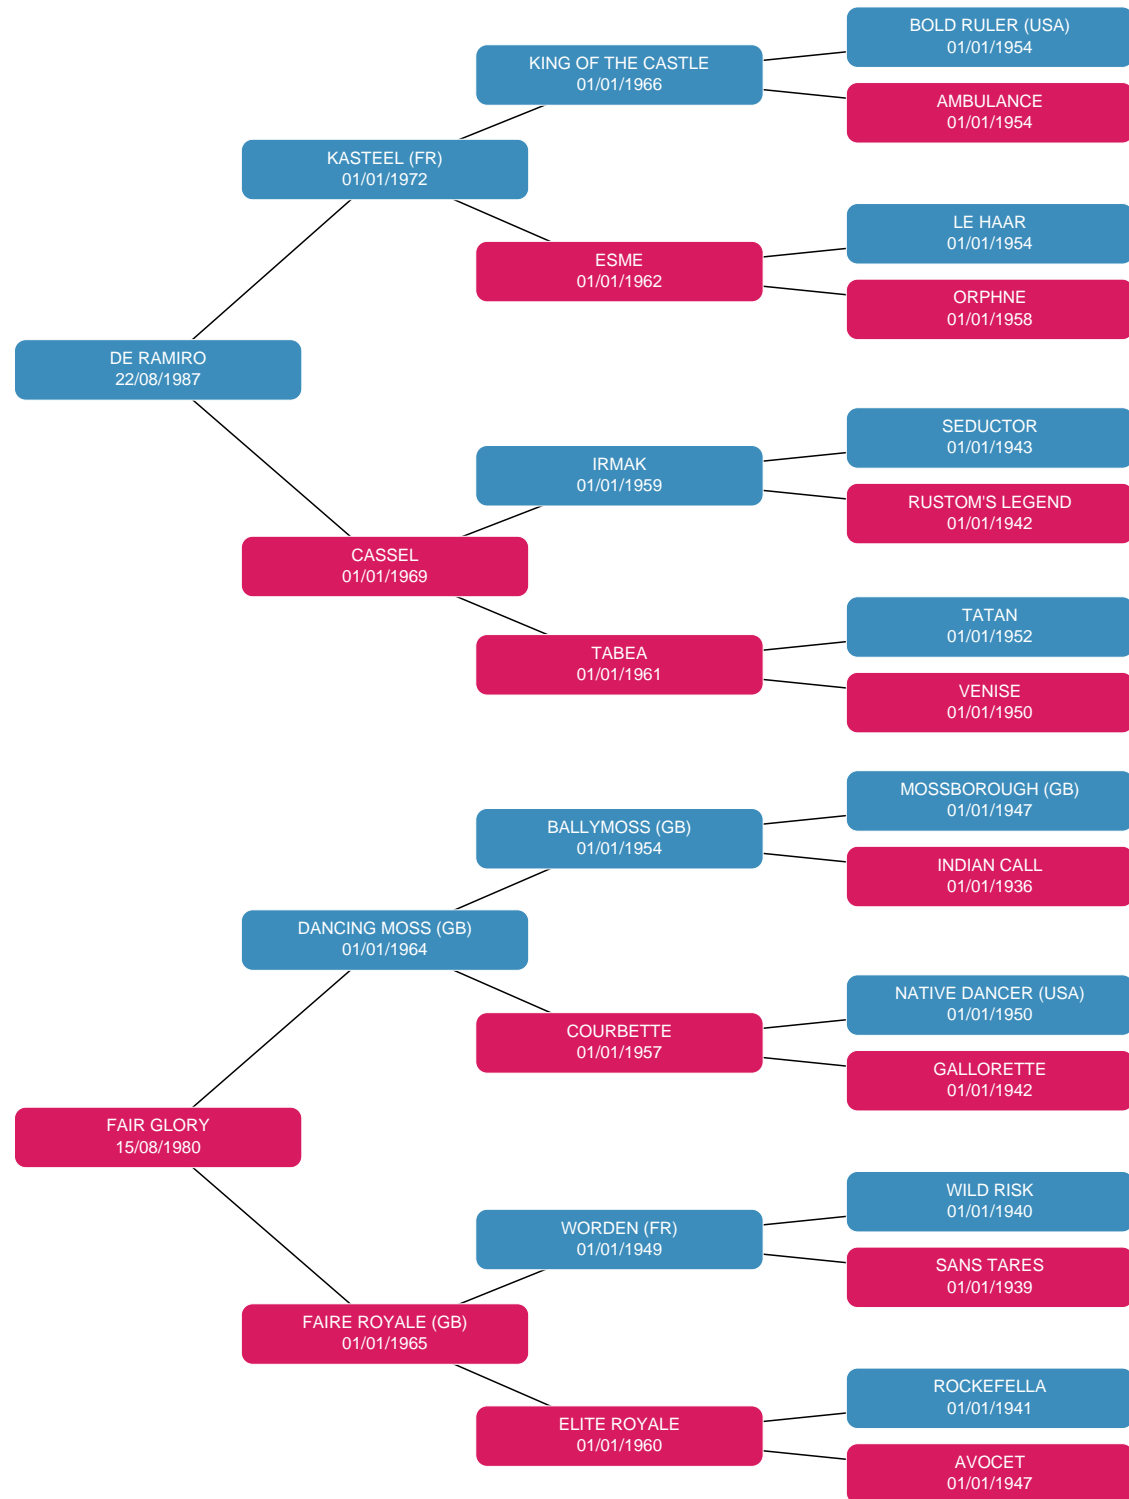 BOLD RULER (USA)
01/01/1954
KING OF THE CASTLE
01/01/1966
AMBULANCE
01/01/1954
KASTEEL (FR)
01/01/1972
LE HAAR
01/01/1954
ESME
01/01/1962
ORPHNE
01/01/1958
DE RAMIRO
22/08/1987
SEDUCTOR
01/01/1943
IRMAK
01/01/1959
RUSTOM'S LEGEND
01/01/1942
CASSEL
01/01/1969
TATAN
01/01/1952
TABEA
01/01/1961
VENISE
01/01/1950
MOSSBOROUGH (GB)
01/01/1947
BALLYMOSS (GB)
01/01/1954
INDIAN CALL
01/01/1936
DANCING MOSS (GB)
01/01/1964
NATIVE DANCER (USA)
01/01/1950
COURBETTE
01/01/1957
GALLORETTE
01/01/1942
FAIR GLORY
15/08/1980
WILD RISK
01/01/1940
WORDEN (FR)
01/01/1949
SANS TARES
01/01/1939
FAIRE ROYALE (GB)
01/01/1965
ROCKEFELLA
01/01/1941
ELITE ROYALE
01/01/1960
AVOCET
01/01/1947